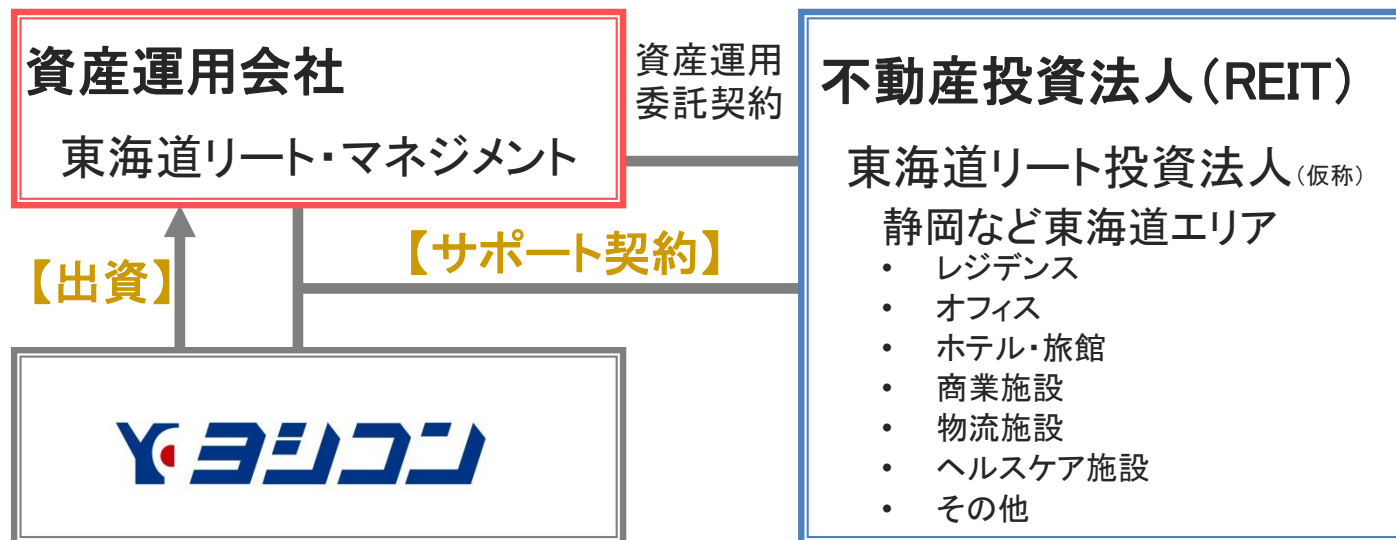 資産運用会社
東海道リート・マネジメント
資産運用
委託契約
不動産投資法人(REIT)
東海道リート投資法人(仮称)
静岡など東海道エリア
• レジデンス
• オフィス
• ホテル・旅館
• 商業施設
• 物流施設
• ヘルスケア施設
• その他
【出資】
【サポート契約】
ヨシコン